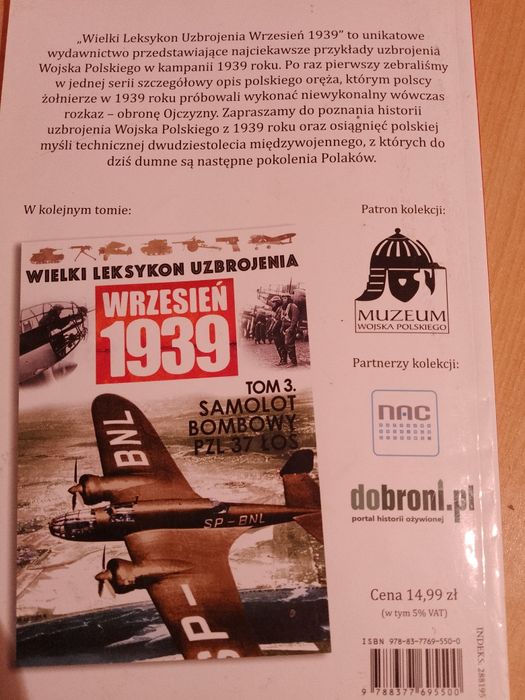 „Wielki Leksykon Uzbrojenia Wrzesień 1939” to unikatowe
wydawnictwo przedstawiające najciekawsze przykłady uzbrojenia
Wojska Polskiego w kampanii 1939 roku. Po raz pierwszy zebraliśmy
w jednej serii szczegółowy opis polskiego oręża, którym polscy
żołnierze w 1939 roku próbowali wykonać niewykonalny wówczas
rozkaz – obronę Ojczyzny. Zapraszamy do poznania historii
uzbrojenia Wojska Polskiego z 1939 roku oraz osiągnięć polskiej
myśli technicznej dwudziestolecia międzywojennego, z których do
dziś dumne są następne pokolenia Polaków.
W kolejnym tomie:
WIELKI LEKSYKON UZBROJENIA
WRZESIEŃ
1939
TOM 3.
SAMOLOT
BOMBOWY
PZL 37 ŁOŚ
BNL
SP-BNL
SP-
Patron kolekcji:
MUZEUM
WOJSKA POLSKIEGO
Partnerzy kolekcji:
NAC
dobroni.pl
portal historii ożywionej
Cena 14,99 zł
(w tym 5% VAT)
ISBN 978-83-7769-550-0
9 788377 695500
INDEKS.